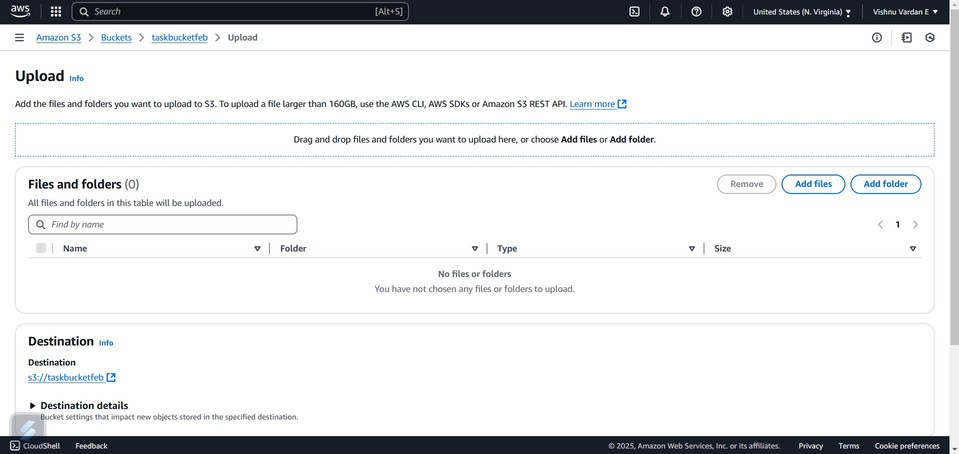 aws Search [Alt+S] United States (N. Virginia) Vishnu Vardan E
Amazon S3 Buckets taskbucketfeb Upload
Upload Info
Add the files and folders you want to upload to S3. To upload a file larger than 160GB, use the AWS CLI, AWS SDKs or Amazon S3 REST API. Learn more
Drag and drop files and folders you want to upload here, or choose Add files or Add folder.
Files and folders (0) Remove Add files Add folder
All files and folders in this table will be uploaded.
Find by name 1
Name Folder Type Size
No files or folders
You have not chosen any files or folders to upload.
Destination Info
Destination
s3://taskbucketfeb
Destination details
Bucket settings that impact new objects stored in the specified destination.
CloudShell Feedback © 2025, Amazon Web Services, Inc. or its affiliates. Privacy Terms Cookie preferences